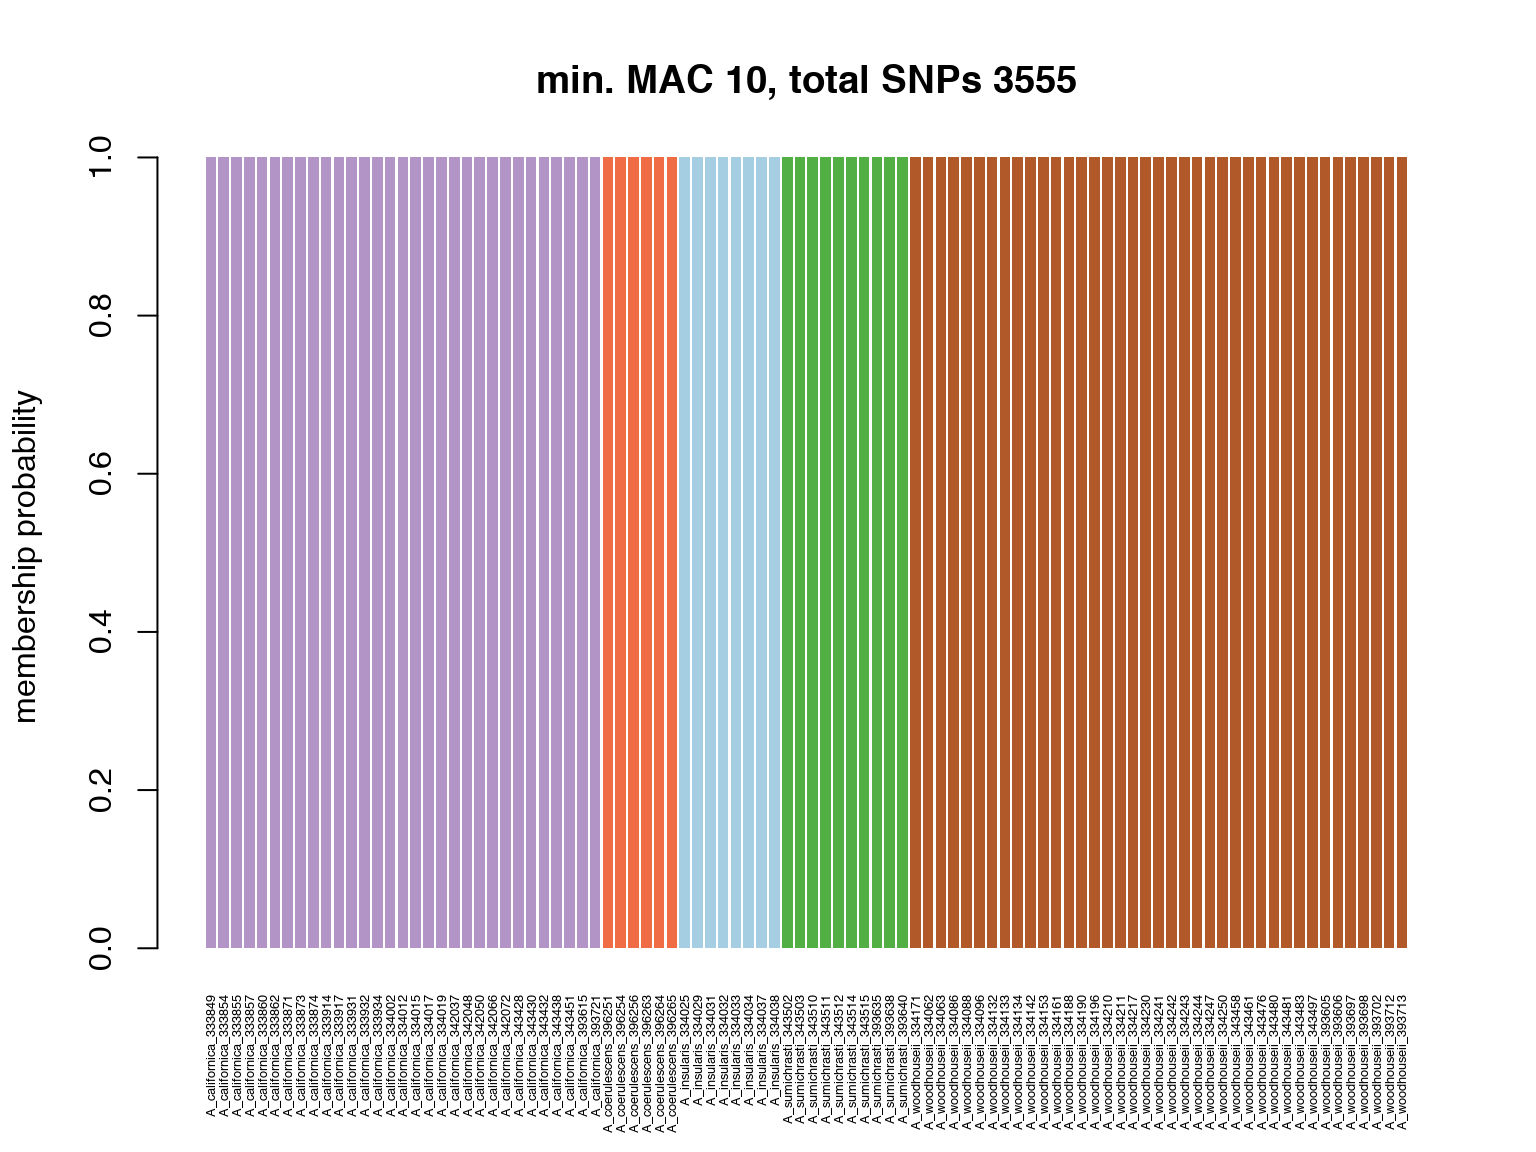 min. MAC 10, total SNPs 3555
membership probability
1.0
0.8
0.6
0.4
0.2
0.0
A_californica_333849
A_californica_333854
A_californica_333855
A_californica_333857
A_californica_333860
A_californica_333862
A_californica_333871
A_californica_333873
A_californica_333874
A_californica_333914
A_californica_333917
A_californica_333931
A_californica_333932
A_californica_333934
A_californica_334002
A_californica_334012
A_californica_334015
A_californica_334017
A_californica_334019
A_californica_342037
A_californica_342048
A_californica_342050
A_californica_342066
A_californica_342072
A_californica_343428
A_californica_343430
A_californica_343432
A_californica_343438
A_californica_343451
A_californica_393615
A_californica_393721
A_coerulescens_396251
A_coerulescens_396254
A_coerulescens_396256
A_coerulescens_396263
A_coerulescens_396264
A_coerulescens_396265
A_insularis_334025
A_insularis_334029
A_insularis_334031
A_insularis_334032
A_insularis_334033
A_insularis_334034
A_insularis_334037
A_insularis_334038
A_sumichrasti_343502
A_sumichrasti_343503
A_sumichrasti_343510
A_sumichrasti_343511
A_sumichrasti_343512
A_sumichrasti_343514
A_sumichrasti_343515
A_sumichrasti_393635
A_sumichrasti_393638
A_sumichrasti_393640
A_woodhouseii_334171
A_woodhouseii_334062
A_woodhouseii_334063
A_woodhouseii_334086
A_woodhouseii_334088
A_woodhouseii_334096
A_woodhouseii_334132
A_woodhouseii_334133
A_woodhouseii_334134
A_woodhouseii_334142
A_woodhouseii_334153
A_woodhouseii_334161
A_woodhouseii_334188
A_woodhouseii_334190
A_woodhouseii_334196
A_woodhouseii_334210
A_woodhouseii_334211
A_woodhouseii_334217
A_woodhouseii_334230
A_woodhouseii_334241
A_woodhouseii_334242
A_woodhouseii_334243
A_woodhouseii_334244
A_woodhouseii_334247
A_woodhouseii_334250
A_woodhouseii_343458
A_woodhouseii_343461
A_woodhouseii_343476
A_woodhouseii_343480
A_woodhouseii_343481
A_woodhouseii_343483
A_woodhouseii_343497
A_woodhouseii_393605
A_woodhouseii_393606
A_woodhouseii_393697
A_woodhouseii_393698
A_woodhouseii_393702
A_woodhouseii_393712
A_woodhouseii_393713